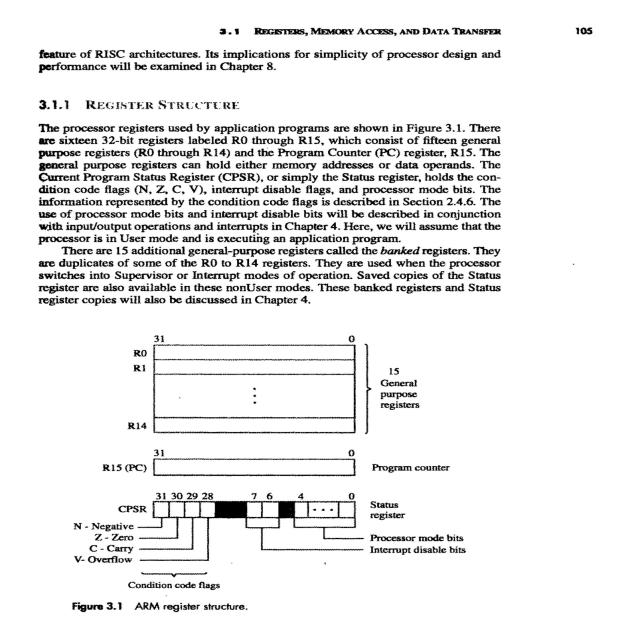 3.1 REGISTERS, MEMORY ACCESS, AND DATA TRANSFER 105
feature of RISC architectures. Its implications for simplicity of processor design and
performance will be examined in Chapter 8.
3.1.1 REGISTER STRUCTURE
The processor registers used by application programs are shown in Figure 3.1. There
are sixteen 32-bit registers labeled R0 through R15, which consist of fifteen general
purpose registers (R0 through R14) and the Program Counter (PC) register, R15. The
general purpose registers can hold either memory addresses or data operands. The
Current Program Status Register (CPSR), or simply the Status register, holds the con-
dition code flags (N, Z, C, V), interrupt disable flags, and processor mode bits. The
information represented by the condition code flags is described in Section 2.4.6. The
use of processor mode bits and interrupt disable bits will be described in conjunction
with input/output operations and interrupts in Chapter 4. Here, we will assume that the
processor is in User mode and is executing an application program.
There are 15 additional general-purpose registers called the banked registers. They
are duplicates of some of the R0 to R14 registers. They are used when the processor
switches into Supervisor or Interrupt modes of operation. Saved copies of the Status
register are also available in these nonUser modes. These banked registers and Status
register copies will also be discussed in Chapter 4.
31 0
R0
R1
15
General
purpose
registers
R14
31 0
R15 (PC) Program counter
31 30 29 28 7 6 4 0
CPSR
Status
register
N - Negative
Z - Zero
C - Carry
V- Overflow
Processor mode bits
Interrupt disable bits
Condition code flags
Figure 3.1 ARM register structure.